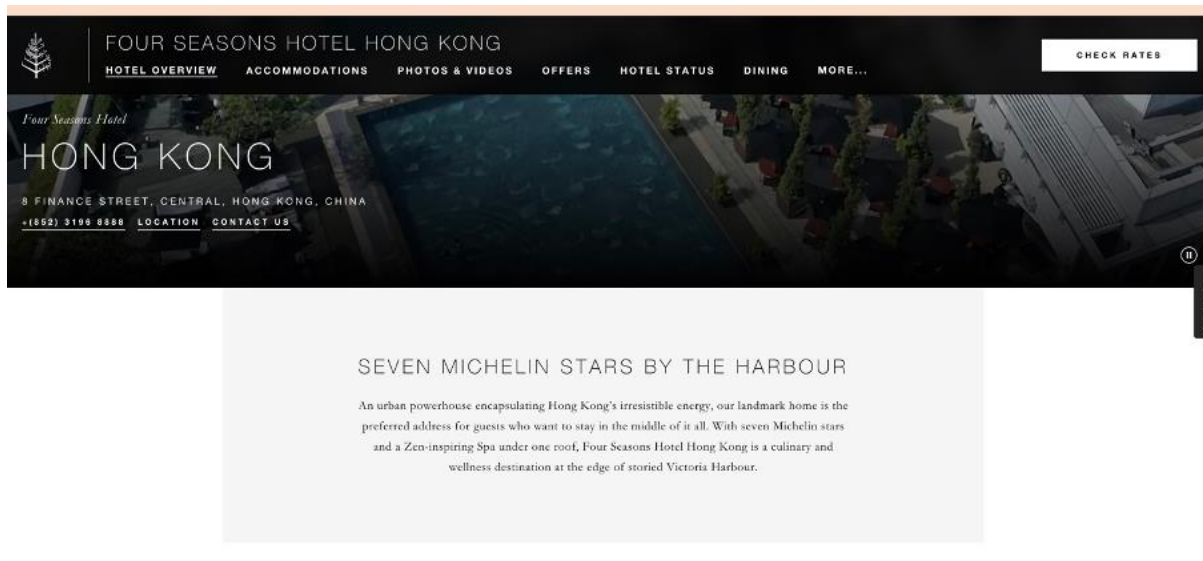 FOUR SEASONS HOTEL HONG KONG
HOTEL OVERVIEW ACCOMMODATIONS PHOTOS & VIDEOS OFFERS HOTEL STATUS DINING MORE...
CHECK RATES
Four Seasons Hotel
HONG KONG
8 FINANCE STREET, CENTRAL, HONG KONG, CHINA
+(852) 3196 8888 LOCATION CONTACT US
SEVEN MICHELIN STARS BY THE HARBOUR
An urban powerhouse encapsulating Hong Kong's irresistible energy, our landmark home is the
preferred address for guests who want to stay in the middle of it all. With seven Michelin stars
and a Zen-inspiring Spa under one roof, Four Seasons Hotel Hong Kong is a culinary and
wellness destination at the edge of storied Victoria Harbour.